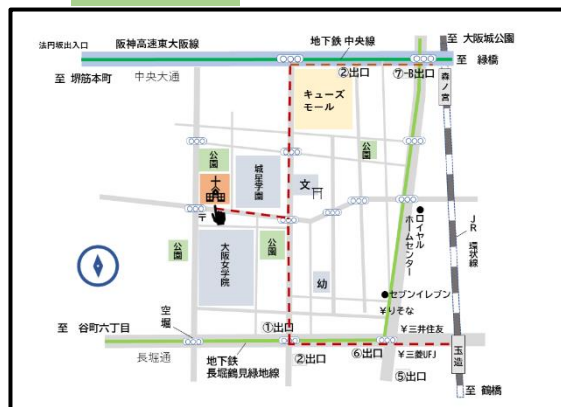 至 大阪城公園
法円坂出入口
阪神高速東大阪線
地下鉄 中央線
至 緑橋
至 堺筋本町
中央大通
②出口
⑦-B出口
森ノ宮
キューズ
モール
公園
公園
城星学園
文
公園
〒
大阪女学院
公園
公園
幼
●ロイヤル
ホームセンター
JR 環状線
●セブンイレブン
¥りそな
空堀
至 谷町六丁目
①出口
¥三井住友
玉造
長堀通
地下鉄
長堀鶴見緑地線
②出口
⑥出口
¥三菱UFJ
⑤出口
至 鶴橋